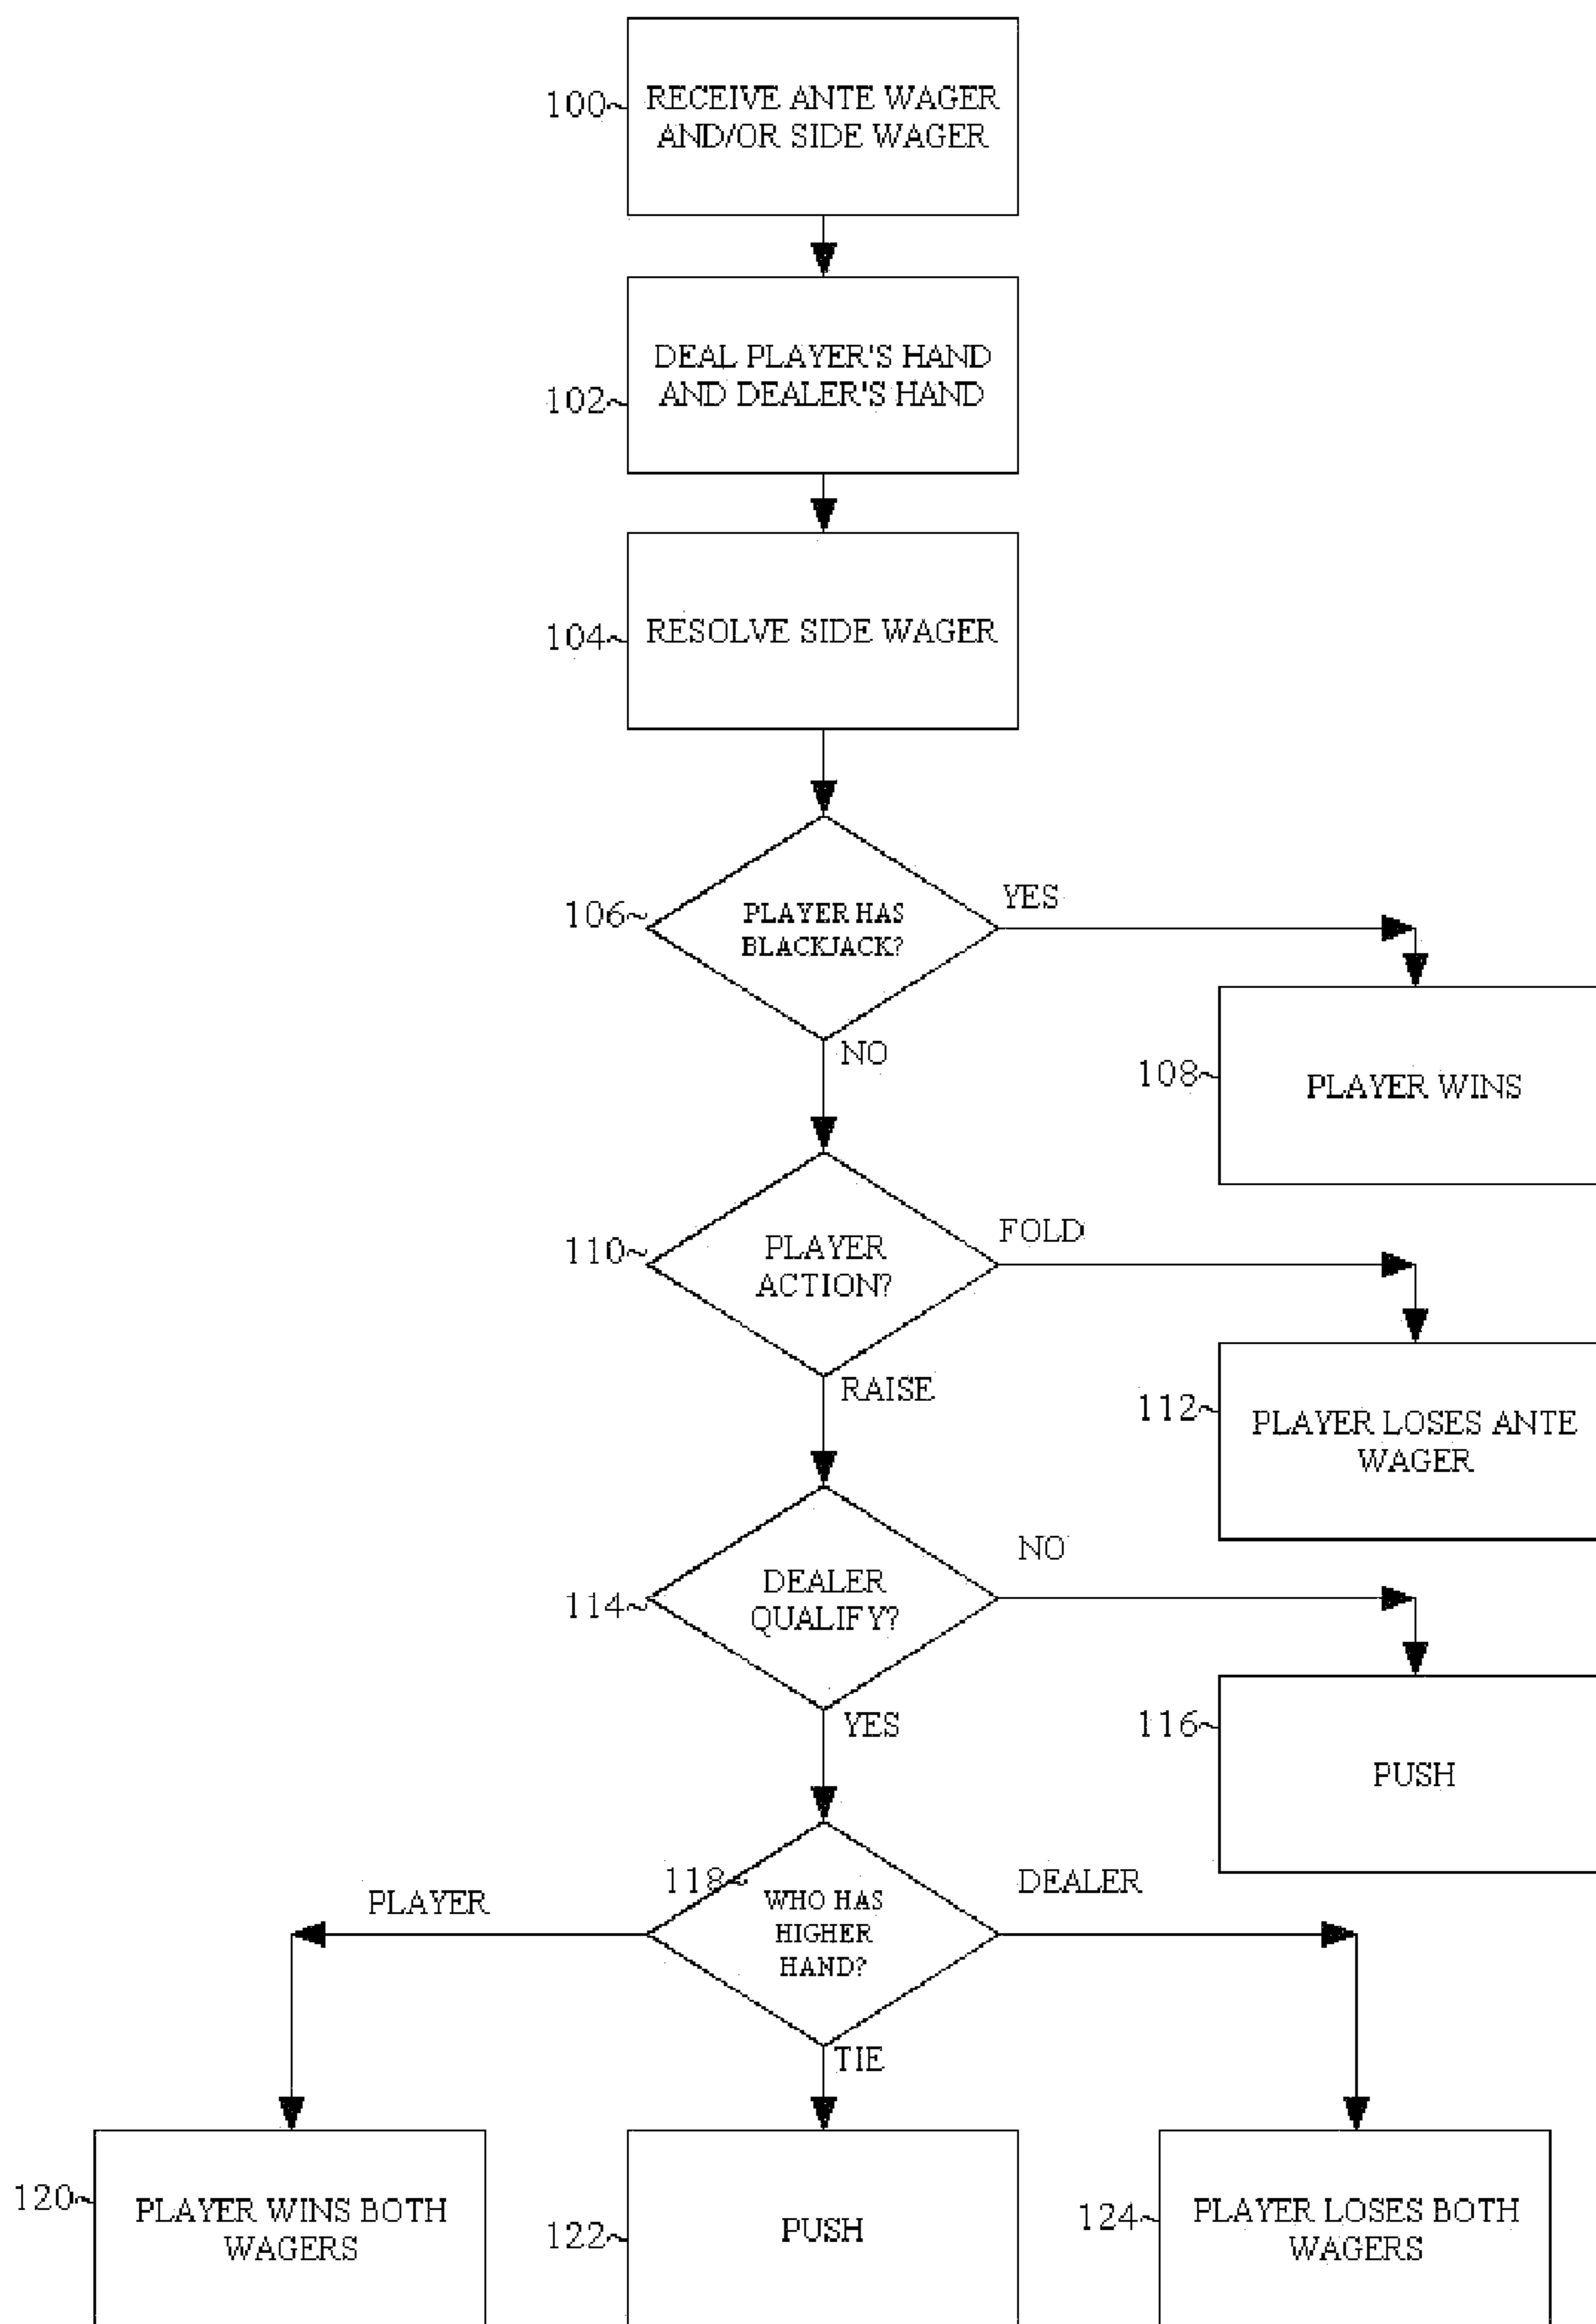 100~
RECEIVE ANTE WAGER
AND/OR SIDE WAGER
102~
DEAL PLAYER'S HAND
AND DEALER'S HAND
104~
RESOLVE SIDE WAGER
106~
PLAYER HAS
BLACKJACK?
YES
NO
108~
PLAYER WINS
110~
PLAYER
ACTION?
FOLD
RAISE
112~
PLAYER LOSES ANTE
WAGER
114~
DEALER
QUALIFY?
NO
YES
116~
PUSH
118~
WHO HAS
HIGHER
HAND?
PLAYER
DEALER
TIE
120~
PLAYER WINS BOTH
WAGERS
122~
PUSH
124~
PLAYER LOSES BOTH
WAGERS